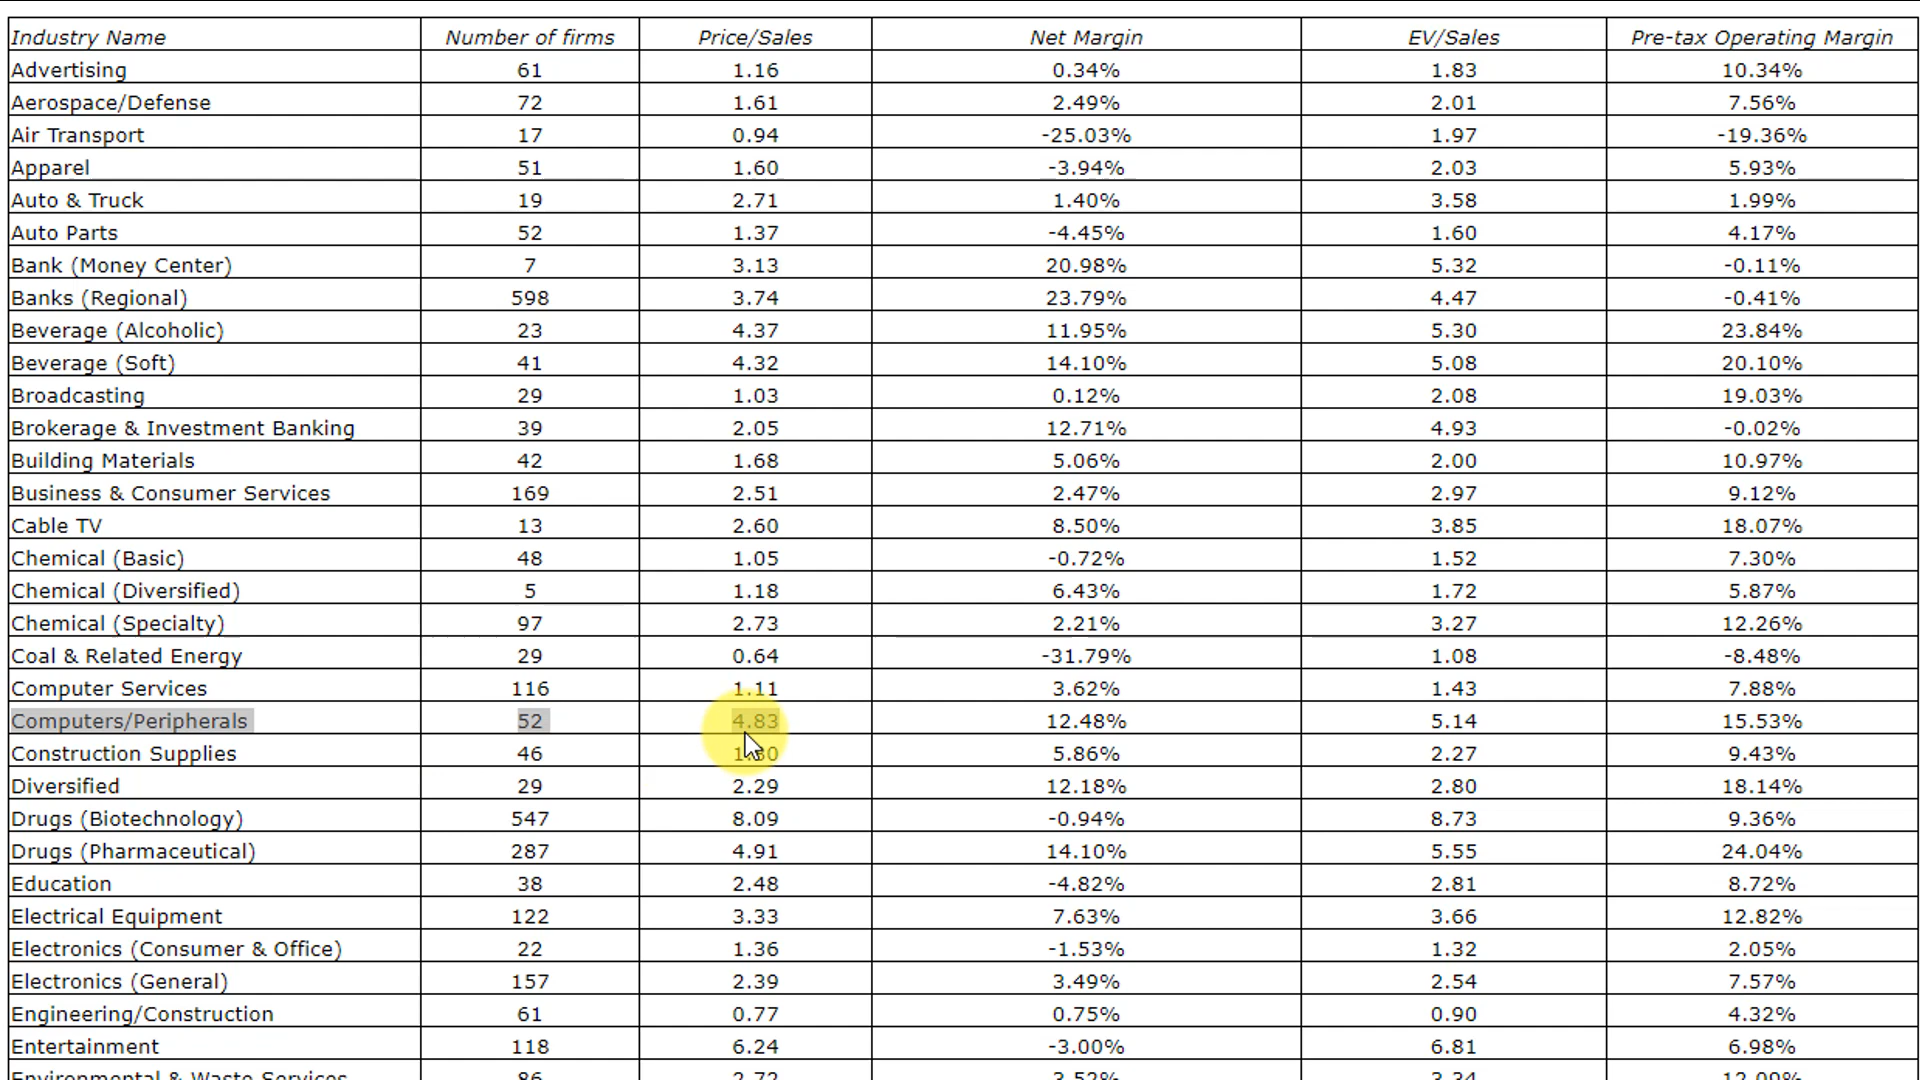 Industry Name Number of firms Price/Sales Net Margin EV/Sales Pre-tax Operating Margin
Advertising 61 1.16 0.34% 1.83 10.34%
Aerospace/Defense 72 1.61 2.49% 2.01 7.56%
Air Transport 17 0.94 -25.03% 1.97 -19.36%
Apparel 51 1.60 -3.94% 2.03 5.93%
Auto & Truck 19 2.71 1.40% 3.58 1.99%
Auto Parts 52 1.37 -4.45% 1.60 4.17%
Bank (Money Center) 7 3.13 20.98% 5.32 -0.11%
Banks (Regional) 598 3.74 23.79% 4.47 -0.41%
Beverage (Alcoholic) 23 4.37 11.95% 5.30 23.84%
Beverage (Soft) 41 4.32 14.10% 5.08 20.10%
Broadcasting 29 1.03 0.12% 2.08 19.03%
Brokerage & Investment Banking 39 2.05 12.71% 4.93 -0.02%
Building Materials 42 1.68 5.06% 2.00 10.97%
Business & Consumer Services 169 2.51 2.47% 2.97 9.12%
Cable TV 13 2.60 8.50% 3.85 18.07%
Chemical (Basic) 48 1.05 -0.72% 1.52 7.30%
Chemical (Diversified) 5 1.18 6.43% 1.72 5.87%
Chemical (Specialty) 97 2.73 2.21% 3.27 12.26%
Coal & Related Energy 29 0.64 -31.79% 1.08 -8.48%
Computer Services 116 1.11 3.62% 1.43 7.88%
Computers/Peripherals 52 4.83 12.48% 5.14 15.53%
Construction Supplies 46 5.86% 2.27 9.43%
Diversified 29 2.29 12.18% 2.80 18.14%
Drugs (Biotechnology) 547 8.09 -0.94% 8.73 9.36%
Drugs (Pharmaceutical) 287 4.91 14.10% 5.55 24.04%
Education 38 2.48 -4.82% 2.81 8.72%
Electrical Equipment 122 3.33 7.63% 3.66 12.82%
Electronics (Consumer & Office) 22 1.36 -1.53% 1.32 2.05%
Electronics (General) 157 2.39 3.49% 2.54 7.57%
Engineering/Construction 61 0.77 0.75% 0.90 4.32%
Entertainment 118 6.24 -3.00% 6.81 6.98%
Environmental & Waste Services 86 2.72 3.52% 3.34